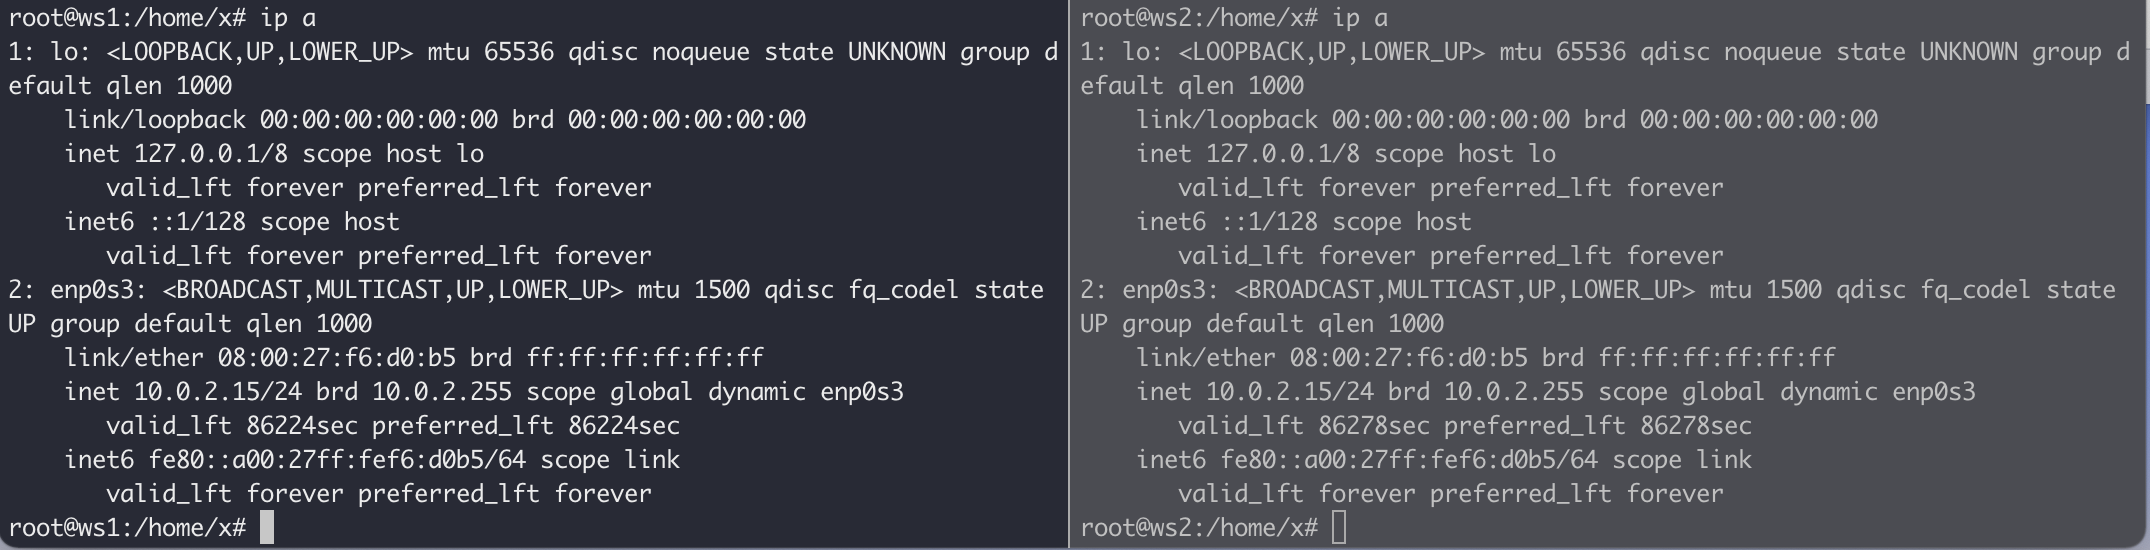 root@ws1:/home/x# ip a
1: lo: <LOOPBACK,UP,LOWER_UP> mtu 65536 qdisc noqueue state UNKNOWN group d
efault qlen 1000
    link/loopback 00:00:00:00:00:00 brd 00:00:00:00:00:00
    inet 127.0.0.1/8 scope host lo
       valid_lft forever preferred_lft forever
    inet6 ::1/128 scope host
       valid_lft forever preferred_lft forever
2: enp0s3: <BROADCAST,MULTICAST,UP,LOWER_UP> mtu 1500 qdisc fq_codel state
UP group default qlen 1000
    link/ether 08:00:27:f6:d0:b5 brd ff:ff:ff:ff:ff:ff
    inet 10.0.2.15/24 brd 10.0.2.255 scope global dynamic enp0s3
       valid_lft 86224sec preferred_lft 86224sec
    inet6 fe80::a00:27ff:fef6:d0b5/64 scope link
       valid_lft forever preferred_lft forever
root@ws1:/home/x#
root@ws2:/home/x# ip a
1: lo: <LOOPBACK,UP,LOWER_UP> mtu 65536 qdisc noqueue state UNKNOWN group d
efault qlen 1000
    link/loopback 00:00:00:00:00:00 brd 00:00:00:00:00:00
    inet 127.0.0.1/8 scope host lo
       valid_lft forever preferred_lft forever
    inet6 ::1/128 scope host
       valid_lft forever preferred_lft forever
2: enp0s3: <BROADCAST,MULTICAST,UP,LOWER_UP> mtu 1500 qdisc fq_codel state
UP group default qlen 1000
    link/ether 08:00:27:f6:d0:b5 brd ff:ff:ff:ff:ff:ff
    inet 10.0.2.15/24 brd 10.0.2.255 scope global dynamic enp0s3
       valid_lft 86278sec preferred_lft 86278sec
    inet6 fe80::a00:27ff:fef6:d0b5/64 scope link
       valid_lft forever preferred_lft forever
root@ws2:/home/x#